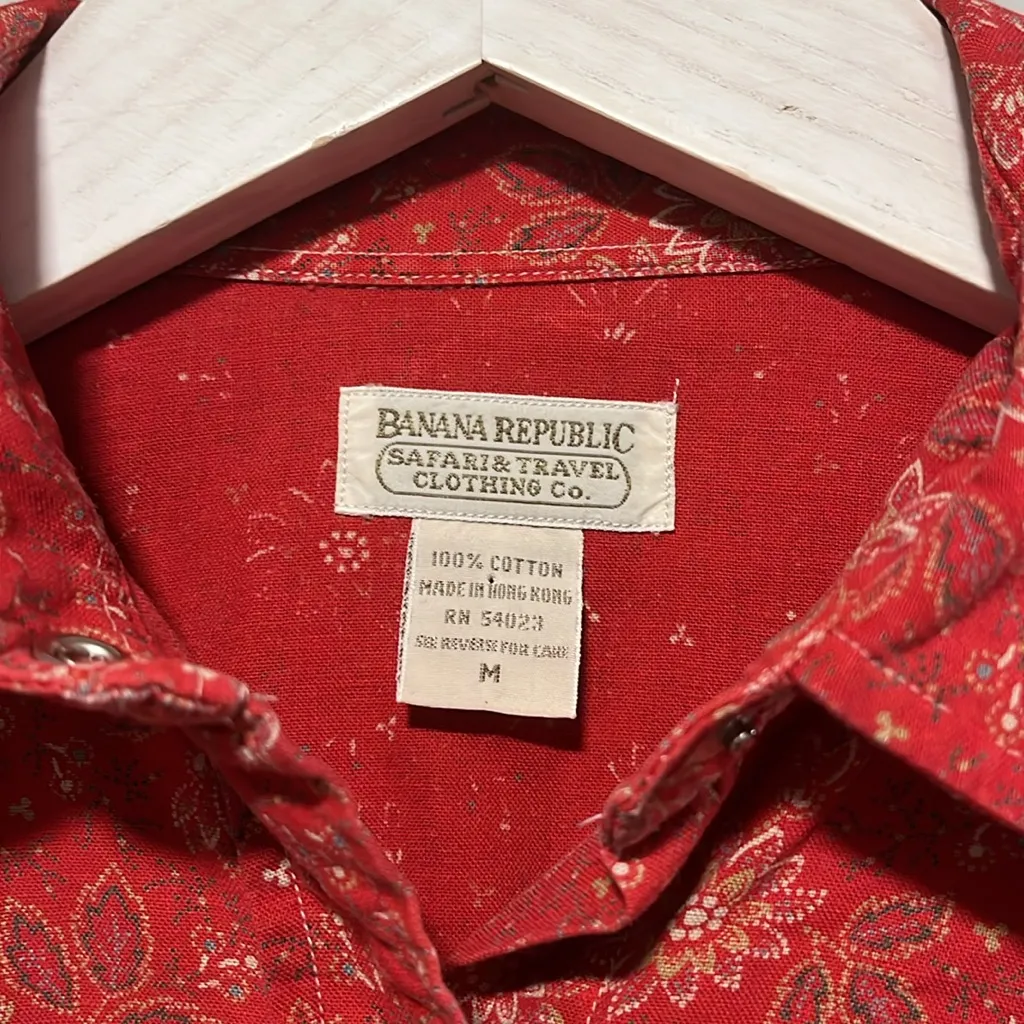 BANANA REPUBLIC
SAFARI & TRAVEL
CLOTHING Co.
100% COTTON
MADE IN HONG KONG
RN 54023
SEE REVERSE FOR CARE
M